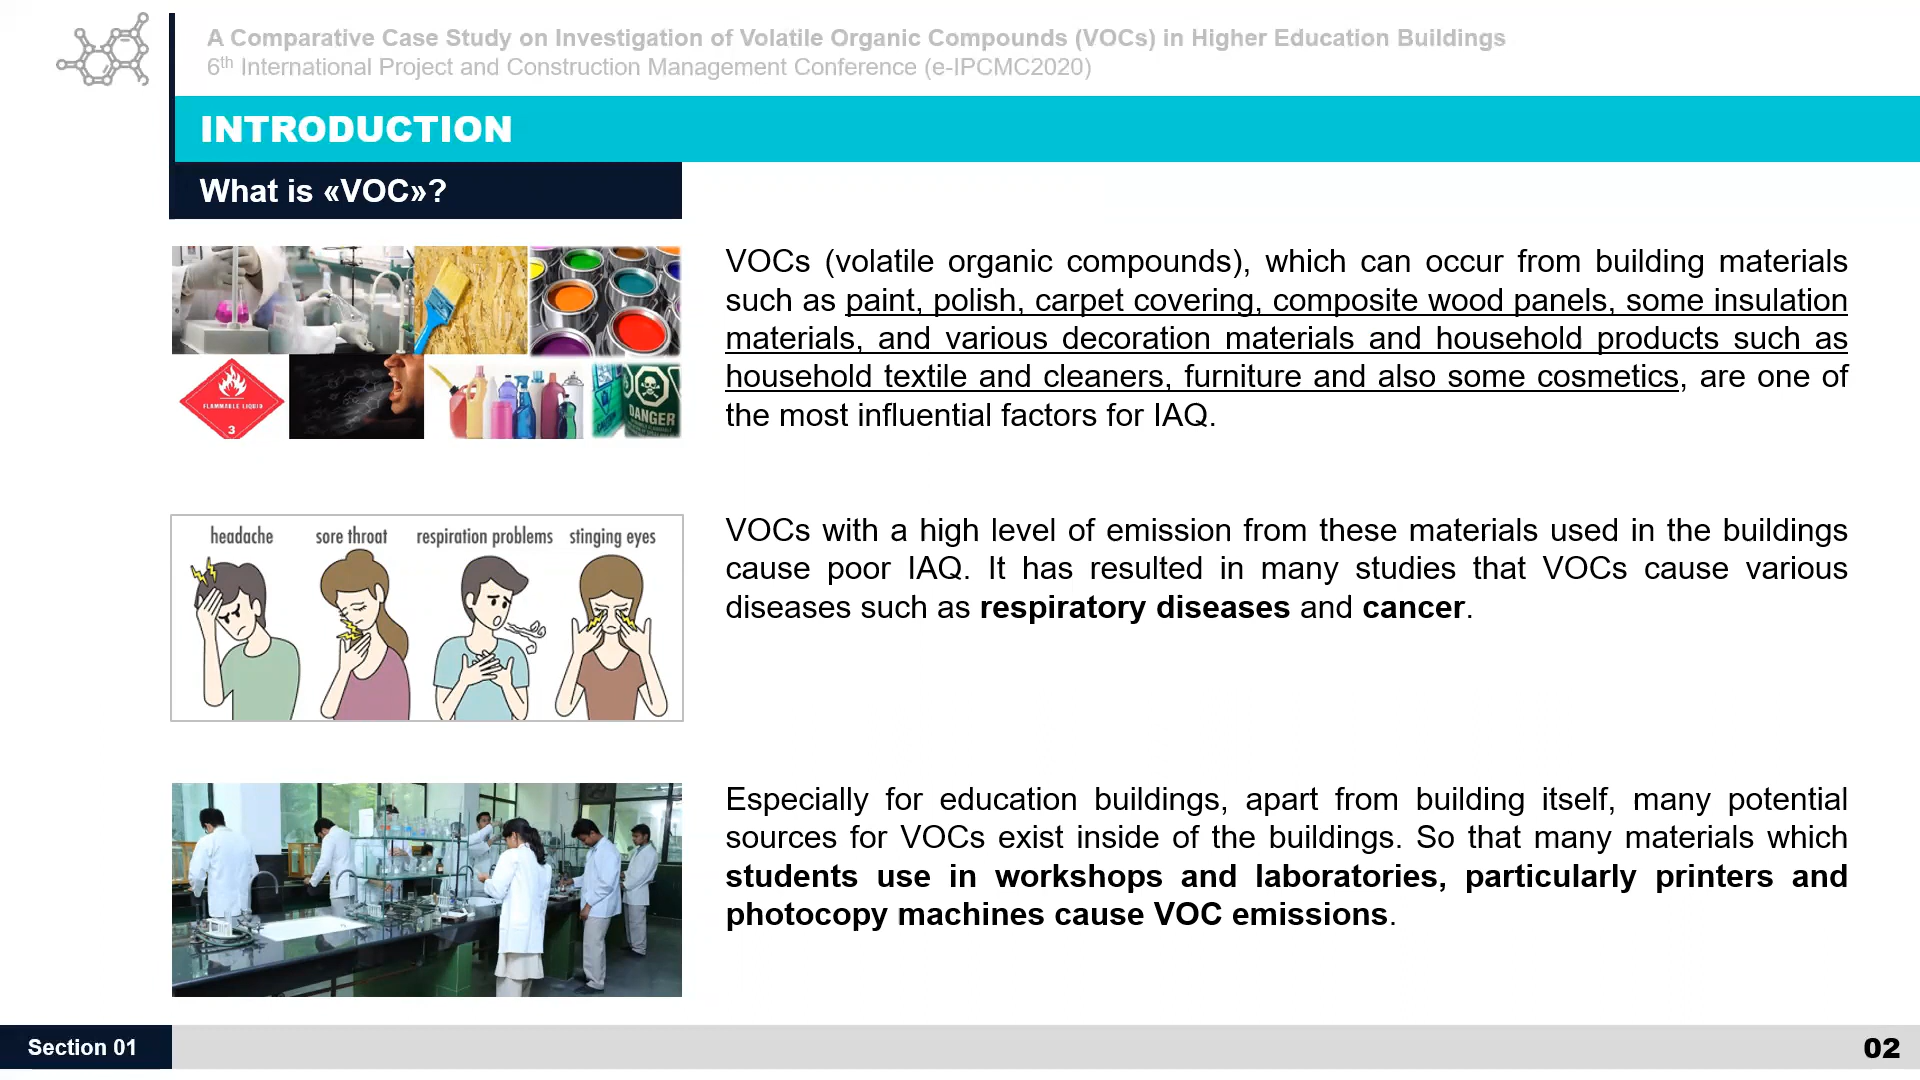 A Comparative Case Study on Investigation of Volatile Organic Compounds (VOCs) in Higher Education Buildings
6th International Project and Construction Management Conference (e-IPCMC2020)
INTRODUCTION
What is «VOC»?
VOCs (volatile organic compounds), which can occur from building materials
such as paint, polish, carpet covering, composite wood panels, some insulation
materials, and various decoration materials and household products such as
household textile and cleaners, furniture and also some cosmetics, are one of
the most influential factors for IAQ.
FLAMMABLE LIQUID
3
DANGER
headache
sore throat
respiration problems
stinging eyes
VOCs with a high level of emission from these materials used in the buildings
cause poor IAQ. It has resulted in many studies that VOCs cause various
diseases such as respiratory diseases and cancer.
Especially for education buildings, apart from building itself, many potential
sources for VOCs exist inside of the buildings. So that many materials which
students use in workshops and laboratories, particularly printers and
photocopy machines cause VOC emissions.
Section 01
02